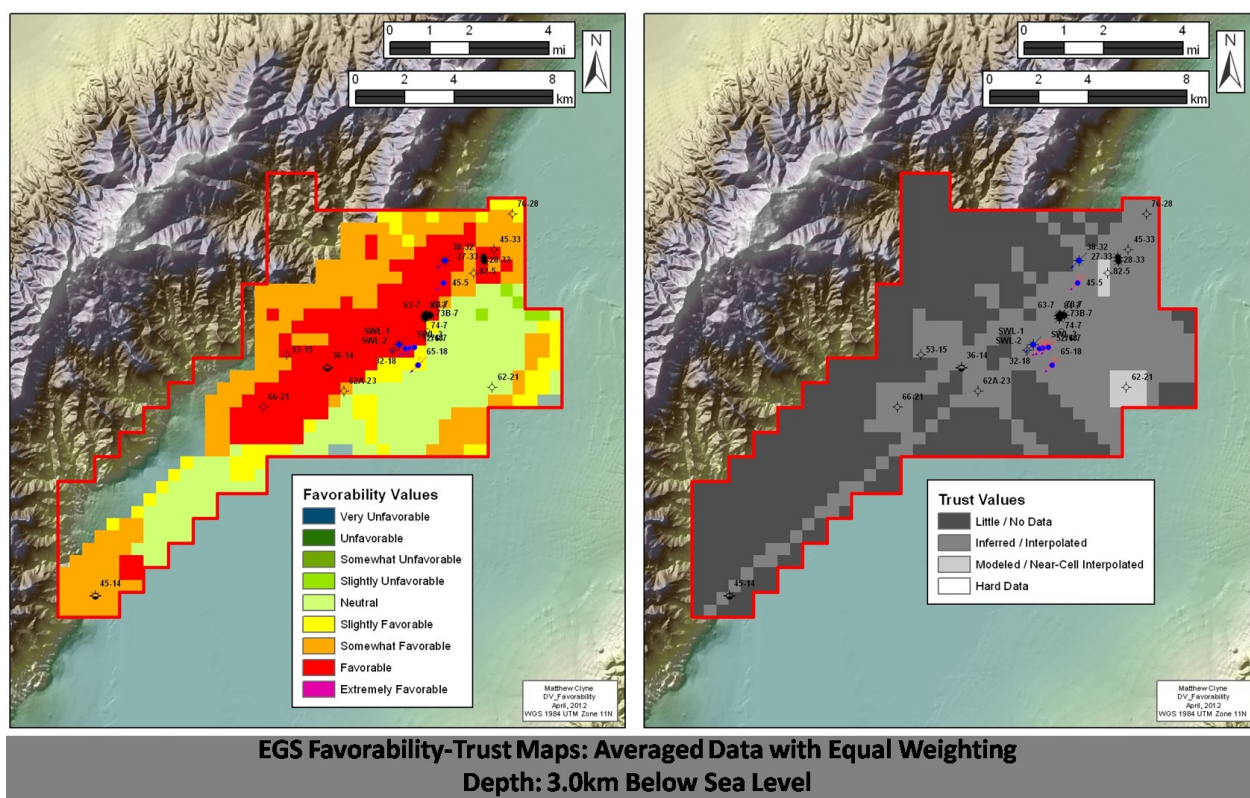 0 1 2 4
mi
0 2 4 8
km
N
76-28
45-33
38-32
27-33
28-33
82-5
45-5
63-7
73B-7
74-7
SWL-1
SWL-3
SWL-2
65-18
32-18
53-15
36-14
62A-23
62-21
66-21
45-14
Favorability Values
Very Unfavorable
Unfavorable
Somewhat Unfavorable
Slightly Unfavorable
Neutral
Slightly Favorable
Somewhat Favorable
Favorable
Extremely Favorable
Matthew Clyne
DV_Favorability
April, 2012
WGS 1984 UTM Zone 11N
0 1 2 4
mi
0 2 4 8
km
N
76-28
45-33
38-32
27-33
28-33
82-5
45-5
63-7
73B-7
74-7
SWL-1
SWL-3
SWL-2
65-18
32-18
53-15
36-14
62A-23
62-21
66-21
45-14
Trust Values
Little / No Data
Inferred / Interpolated
Modeled / Near-Cell Interpolated
Hard Data
Matthew Clyne
DV_Favorability
April, 2012
WGS 1984 UTM Zone 11N
EGS Favorability-Trust Maps: Averaged Data with Equal Weighting
Depth: 3.0km Below Sea Level